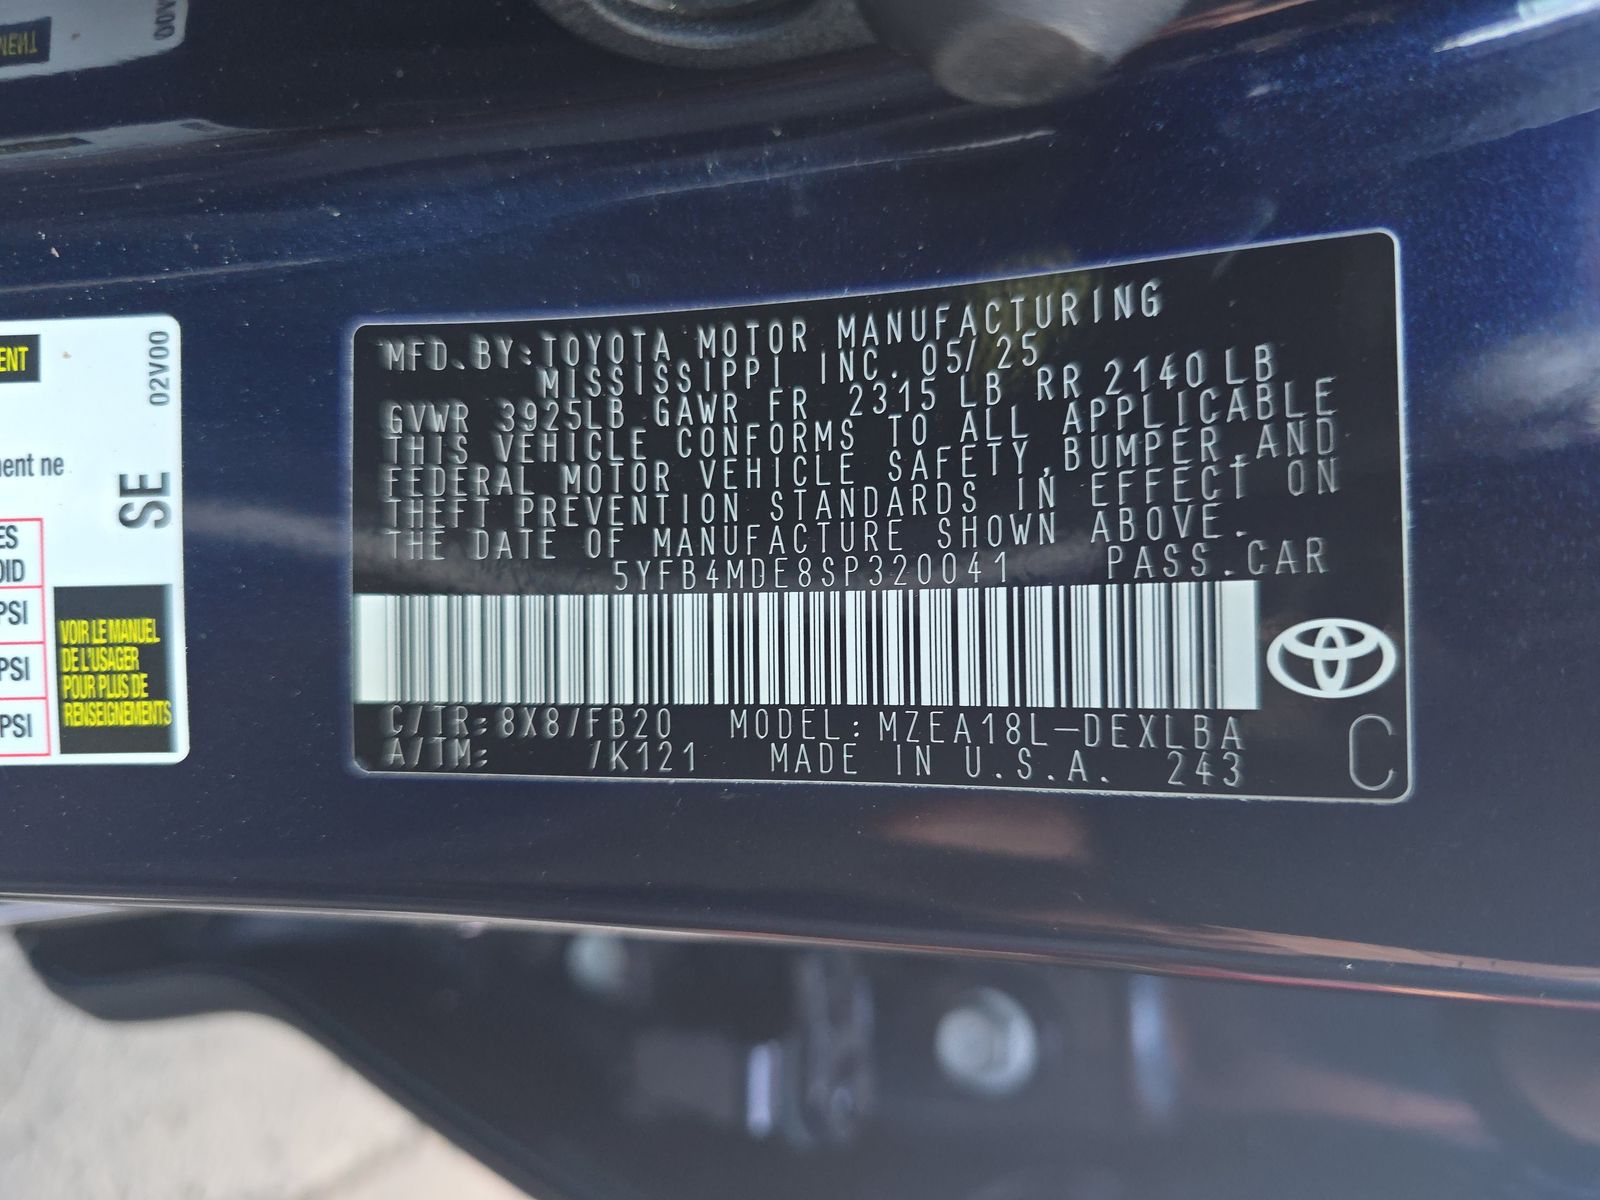 MFD. BY: TOYOTA MOTOR MANUFACTURING
MISSISSIPPI INC. 05/25
GVWR 3925LB GAWR FR 2315 LB RR 2140 LB
THIS VEHICLE CONFORMS TO ALL APPLICABLE
FEDERAL MOTOR VEHICLE SAFETY, BUMPER, AND
THEFT PREVENTION STANDARDS IN EFFECT ON
THE DATE OF MANUFACTURE SHOWN ABOVE.
5YFB4MDE8SP320041 PASS. CAR
C/TR: 8X8/FB20 MODEL: MZEA18L-DEXLBA
A/TM: /K121 MADE IN U.S.A. 243
C
02V00
SE
ne
PSI
PSI
PSI
VOIR LE MANUEL
DE L'USAGER
POUR PLUS DE
RENSEIGNEMENTS